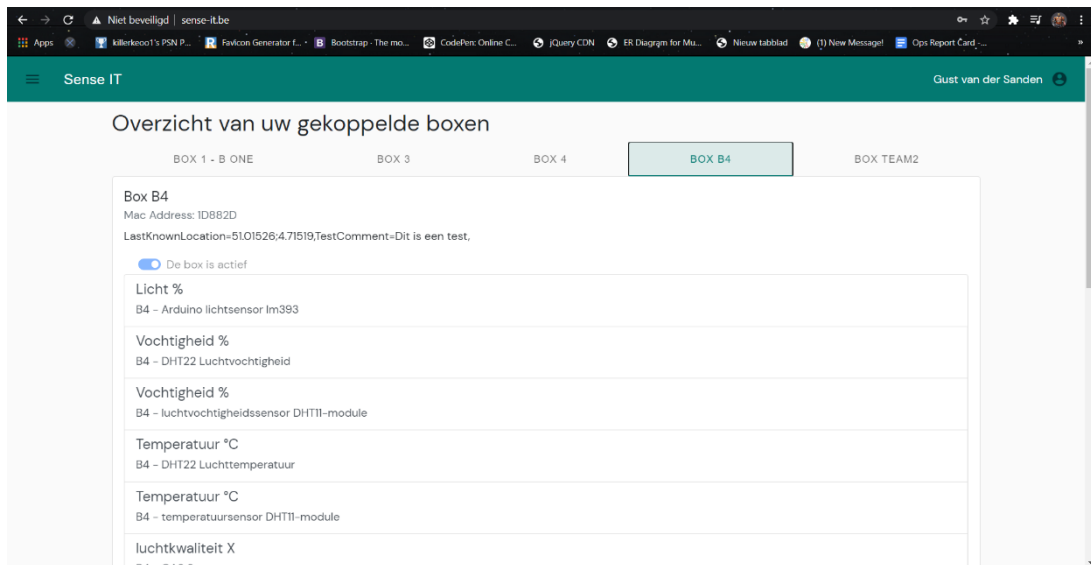 Niet beveiligd | sense-it.be
Apps killerkeoo1's PSN P... Favicon Generator f... Bootstrap - The mo... CodePen: Online C... jQuery CDN ER Diagram for Mu... Nieuw tabblad (1) New Message! Ops Report Card -... »
Sense IT Gust van der Sanden
Overzicht van uw gekoppelde boxen
BOX 1 - B ONE BOX 3 BOX 4 BOX B4 BOX TEAM2
Box B4
Mac Address: 1D882D
LastKnownLocation=51.01526;4.71519,TestComment=Dit is een test,
De box is actief
Licht %
B4 - Arduino lichtsensor lm393
Vochtigheid %
B4 - DHT22 Luchtvochtigheid
Vochtigheid %
B4 - luchtvochtigheidssensor DHT11-module
Temperatuur °C
B4 - DHT22 Luchttemperatuur
Temperatuur °C
B4 - temperatuursensor DHT11-module
luchtkwaliteit X